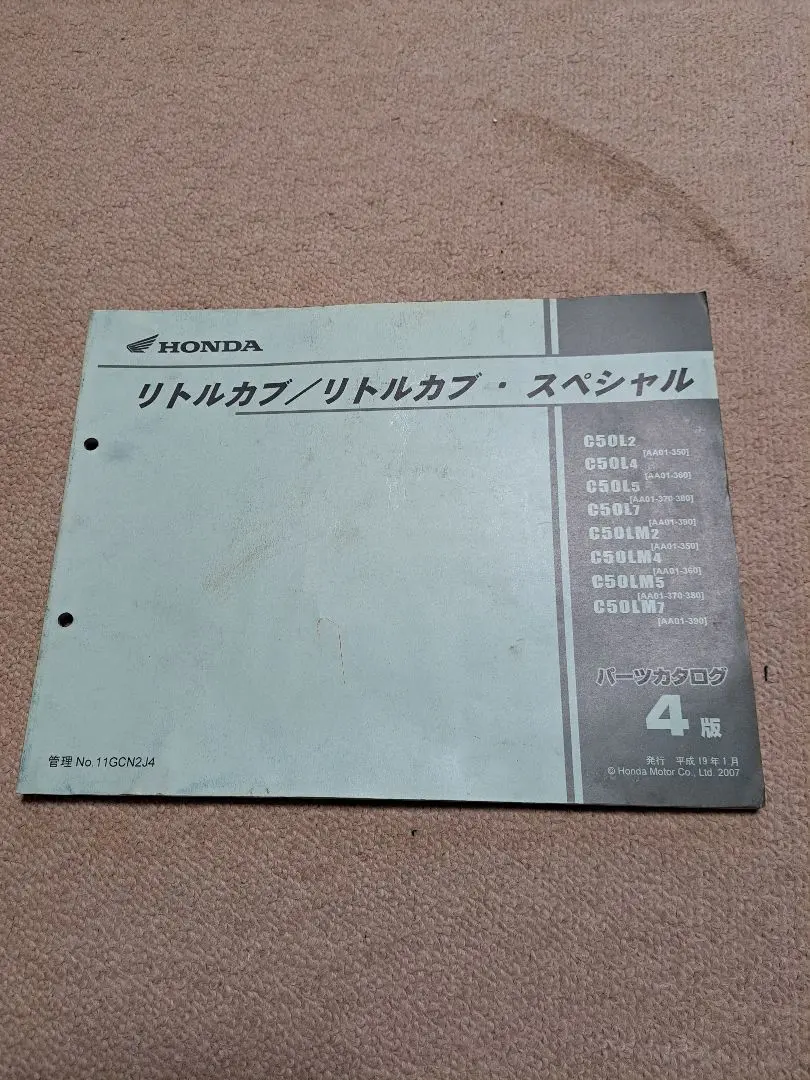 HONDA
リトルカブ／リトルカブ・スペシャル
C50L2
[AA01-350]
C50L4
[AA01-360]
C50L5
[AA01-370·380]
C50L7
[AA01-390]
C50LM2
[AA01-350]
C50LM4
[AA01-360]
C50LM5
[AA01-370·380]
C50LM7
[AA01-390]
パーツカタログ
4版
管理 No.11GCN2J4
発行 平成19年1月
© Honda Motor Co., Ltd. 2007